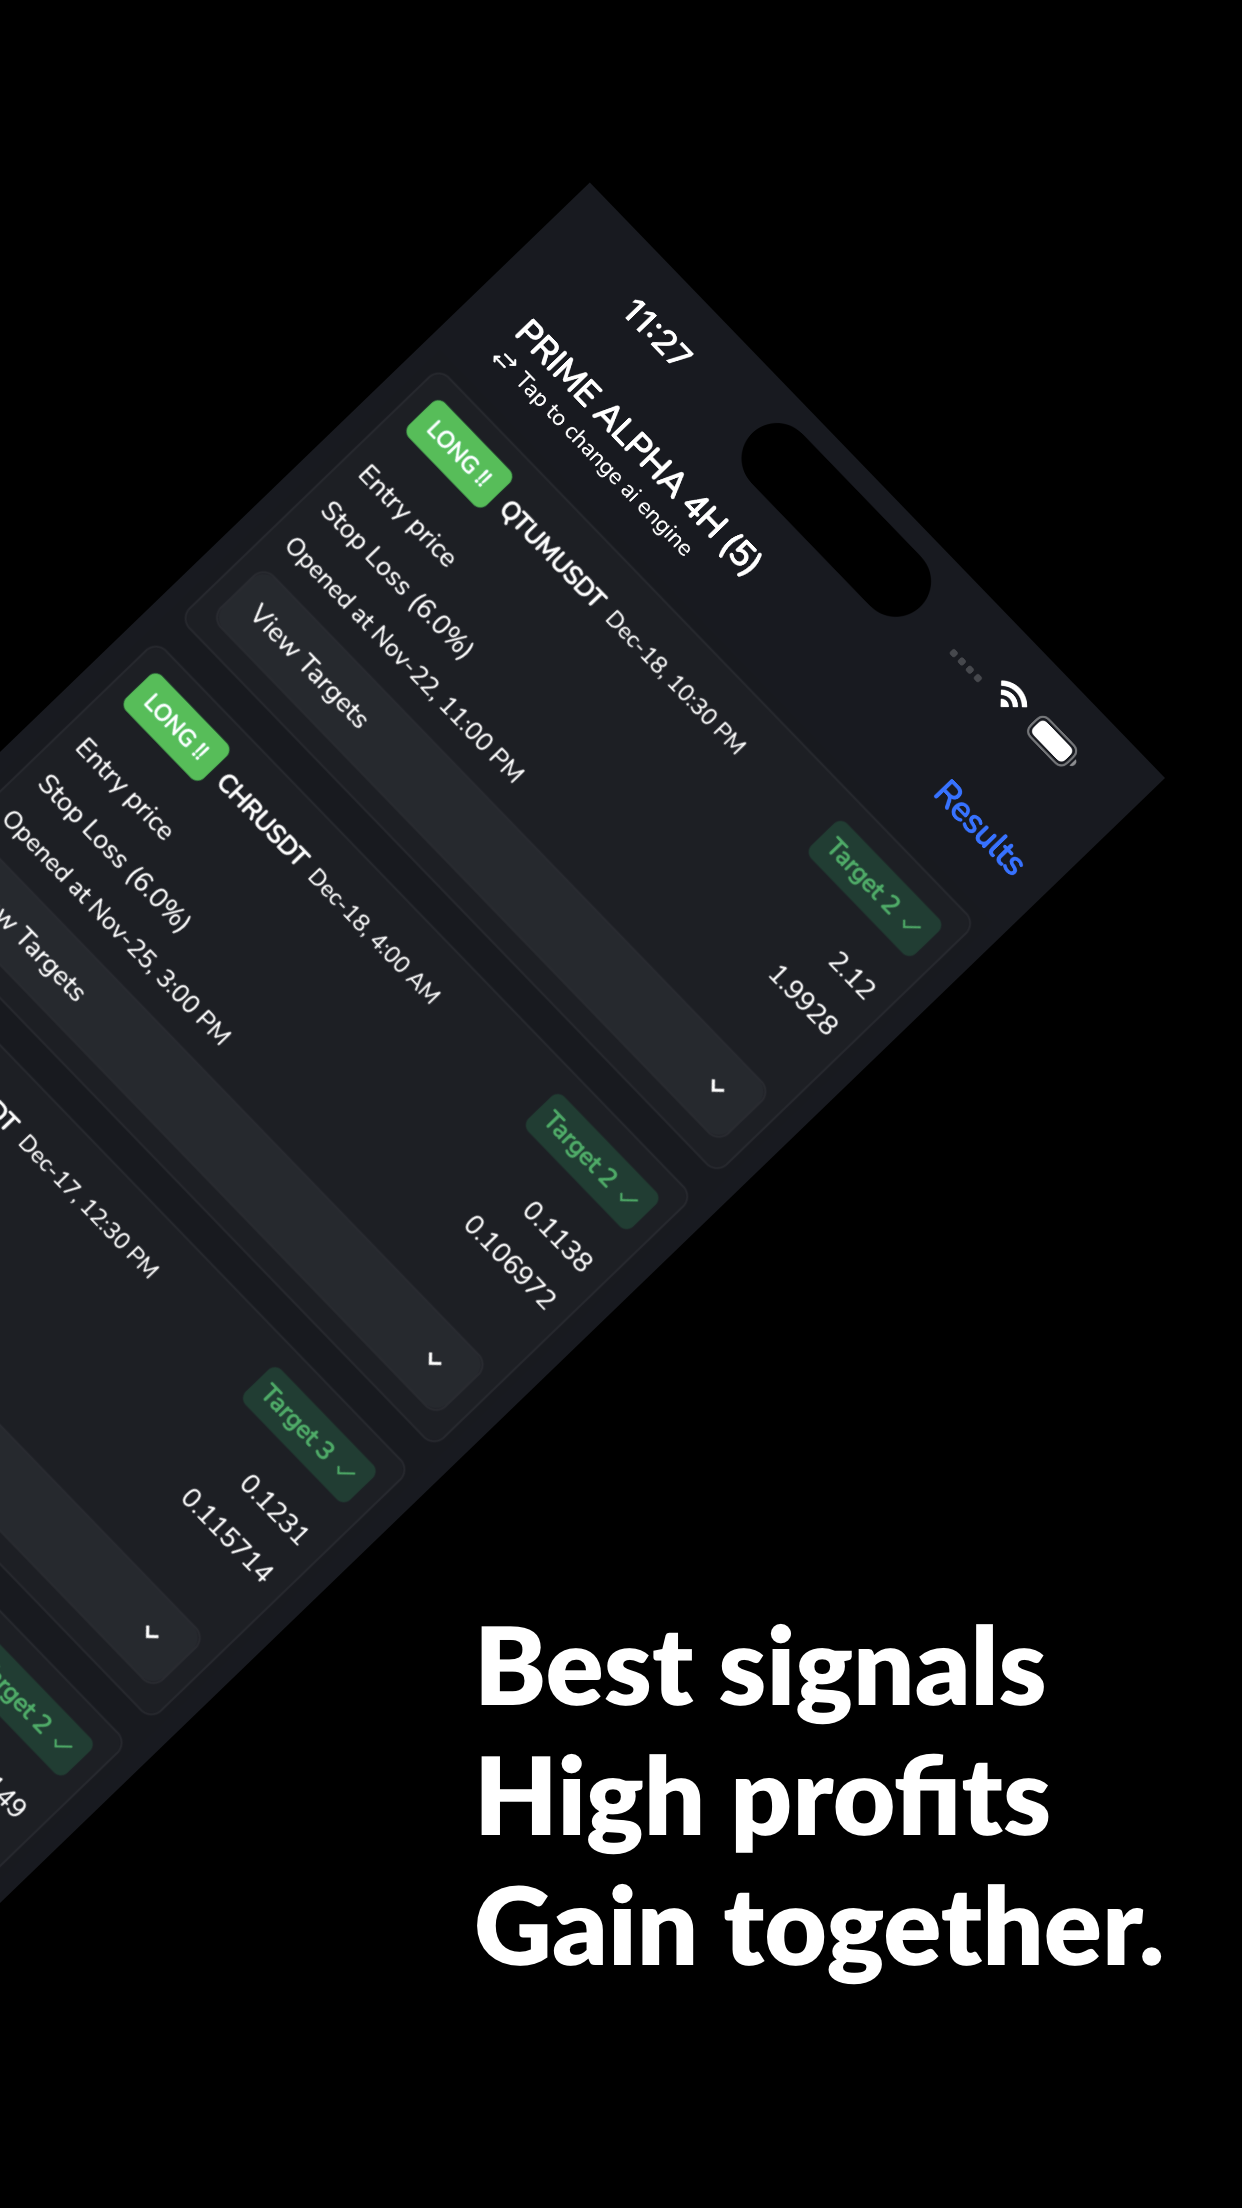 11:27
PRIME ALPHA 4H (5)
Tap to change ai engine
Results
LONG !! QTUMUSDT Dec-18, 10:30 PM Target 2 ✓
Entry price 2.12
Stop Loss (6.0%) 1.9928
Opened at Nov-22, 11:00 PM
View Targets
LONG !! CHRUSDT Dec-18, 4:00 AM Target 2 ✓
Entry price 0.1138
Stop Loss (6.0%) 0.106972
Opened at Nov-25, 3:00 PM
Targets
Dec-17, 12:30 PM Target 3 ✓
0.1231
0.115714
2 ✓
Best signals
High profits
Gain together.